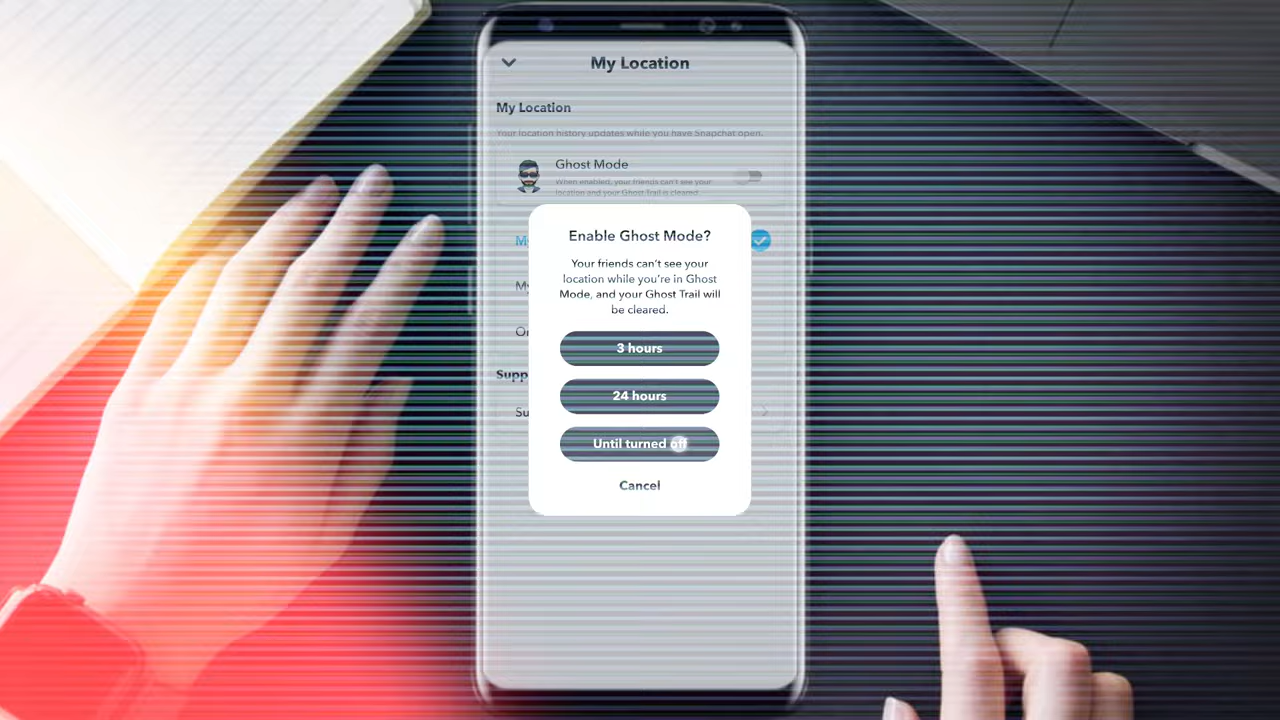 My Location
My Location
Your location history updates while you have Snapchat open.
Ghost Mode
When enabled, your friends can't see your
location and your Ghost Trail is cleared.
Enable Ghost Mode?
Your friends can't see your
location while you're in Ghost
Mode, and your Ghost Trail will
be cleared.
3 hours
24 hours
Until turned off
Cancel